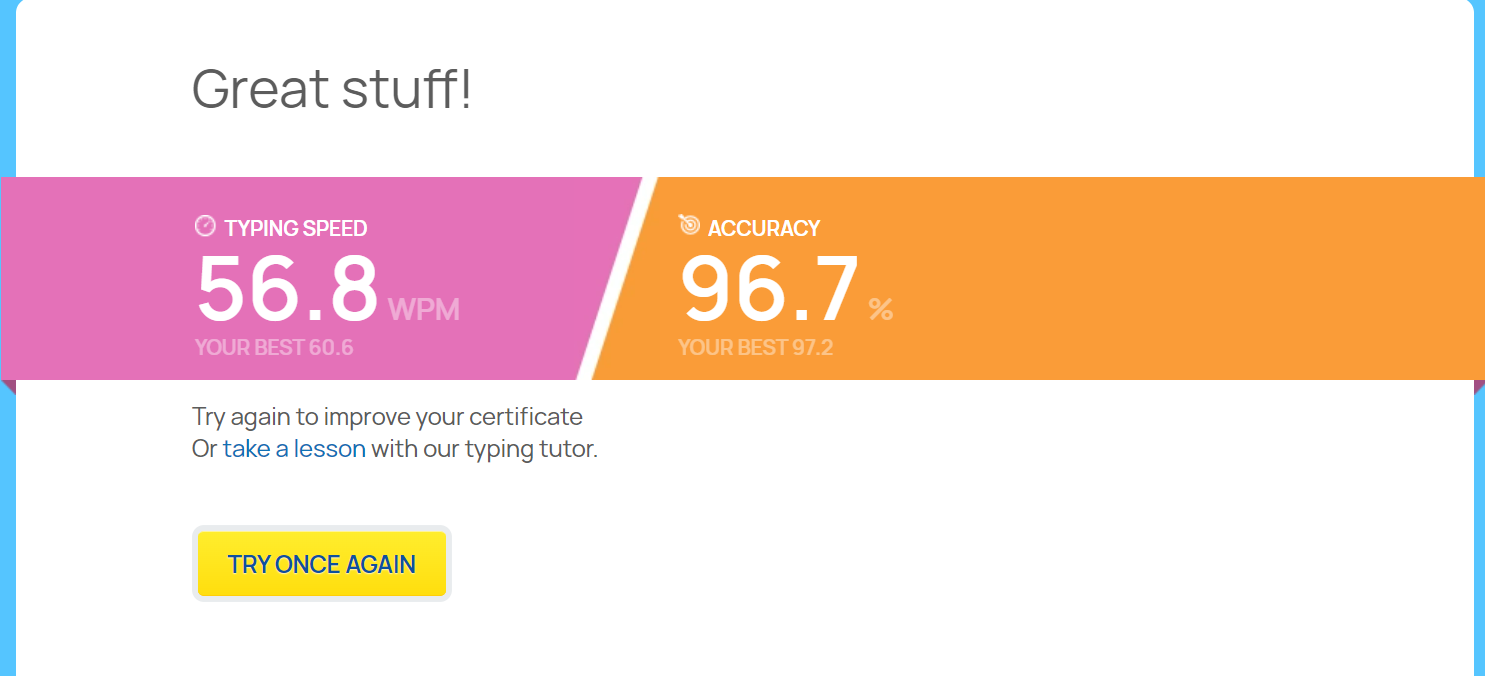 Great stuff!
TYPING SPEED
56.8 WPM
YOUR BEST 60.6
ACCURACY
96.7 %
YOUR BEST 97.2
Try again to improve your certificate
Or take a lesson with our typing tutor.
TRY ONCE AGAIN